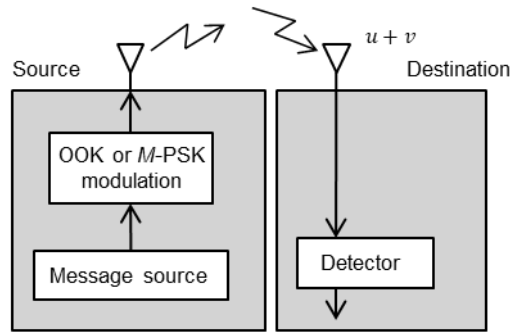 u + v
Source
Destination
OOK or M-PSK
modulation
Message source
Detector